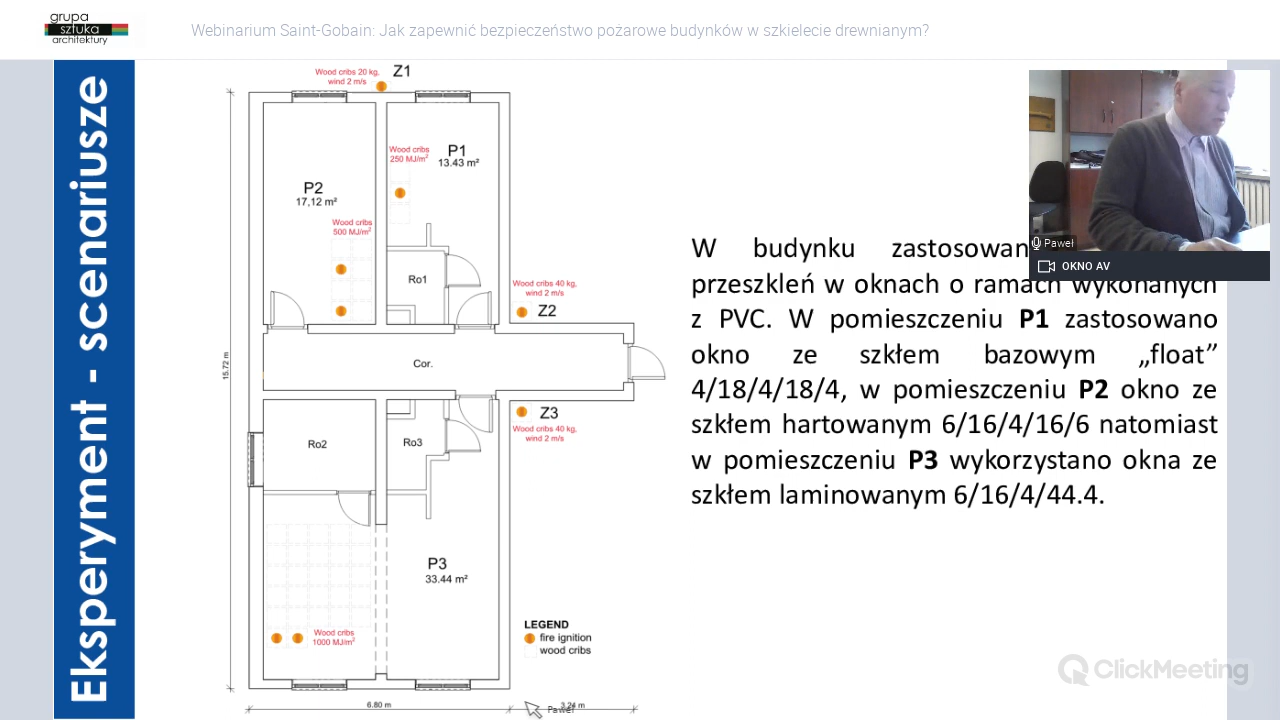 grupa
sztuka
architektury
Webinarium Saint-Gobain: Jak zapewnić bezpieczeństwo pożarowe budynków w szkielecie drewnianym?
Eksperyment - scenariusze
Wood cribs 20 kg,
wind 2 m/s
Z1
P1
13.43 m²
Wood cribs
250 MJ/m²
P2
17,12 m²
Wood cribs
500 MJ/m²
Ro1
Wood cribs 40 kg,
wind 2 m/s
Z2
15.72 m
Cor.
Z3
Wood cribs 40 kg,
wind 2 m/s
Ro2
Ro3
P3
33.44 m²
Wood cribs
1000 MJ/m²
LEGEND
fire ignition
wood cribs
6.80 m
3.24 m
Paweł
W budynku zastosowan
przeszkleń w oknach o ramach wykonanych
z PVC. W pomieszczeniu P1 zastosowano
okno ze szkłem bazowym „float”
4/18/4/18/4, w pomieszczeniu P2 okno ze
szkłem hartowanym 6/16/4/16/6 natomiast
w pomieszczeniu P3 wykorzystano okna ze
szkłem laminowanym 6/16/4/44.4.
Paweł
OKNO AV
ClickMeeting